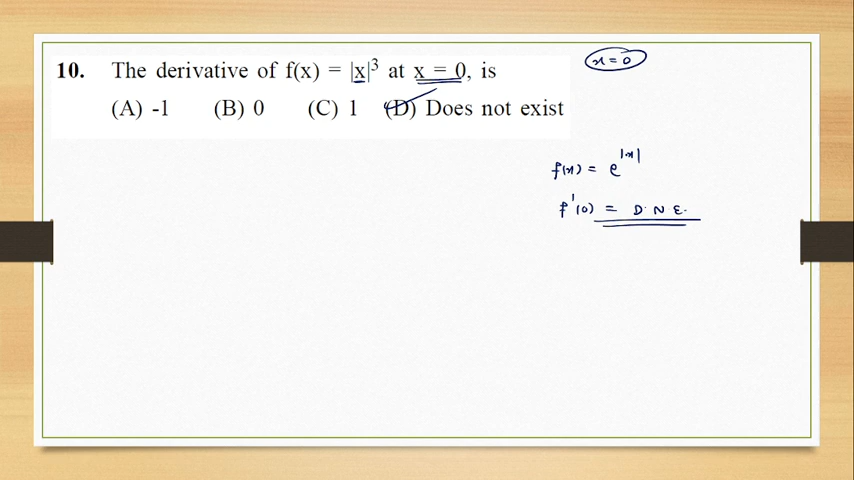 10. The derivative of f(x) = |x|³ at x = 0, is
(A) -1 (B) 0 (C) 1 (D) Does not exist
x = 0
f(x) = e^|x|
f'(0) = D. N. E.